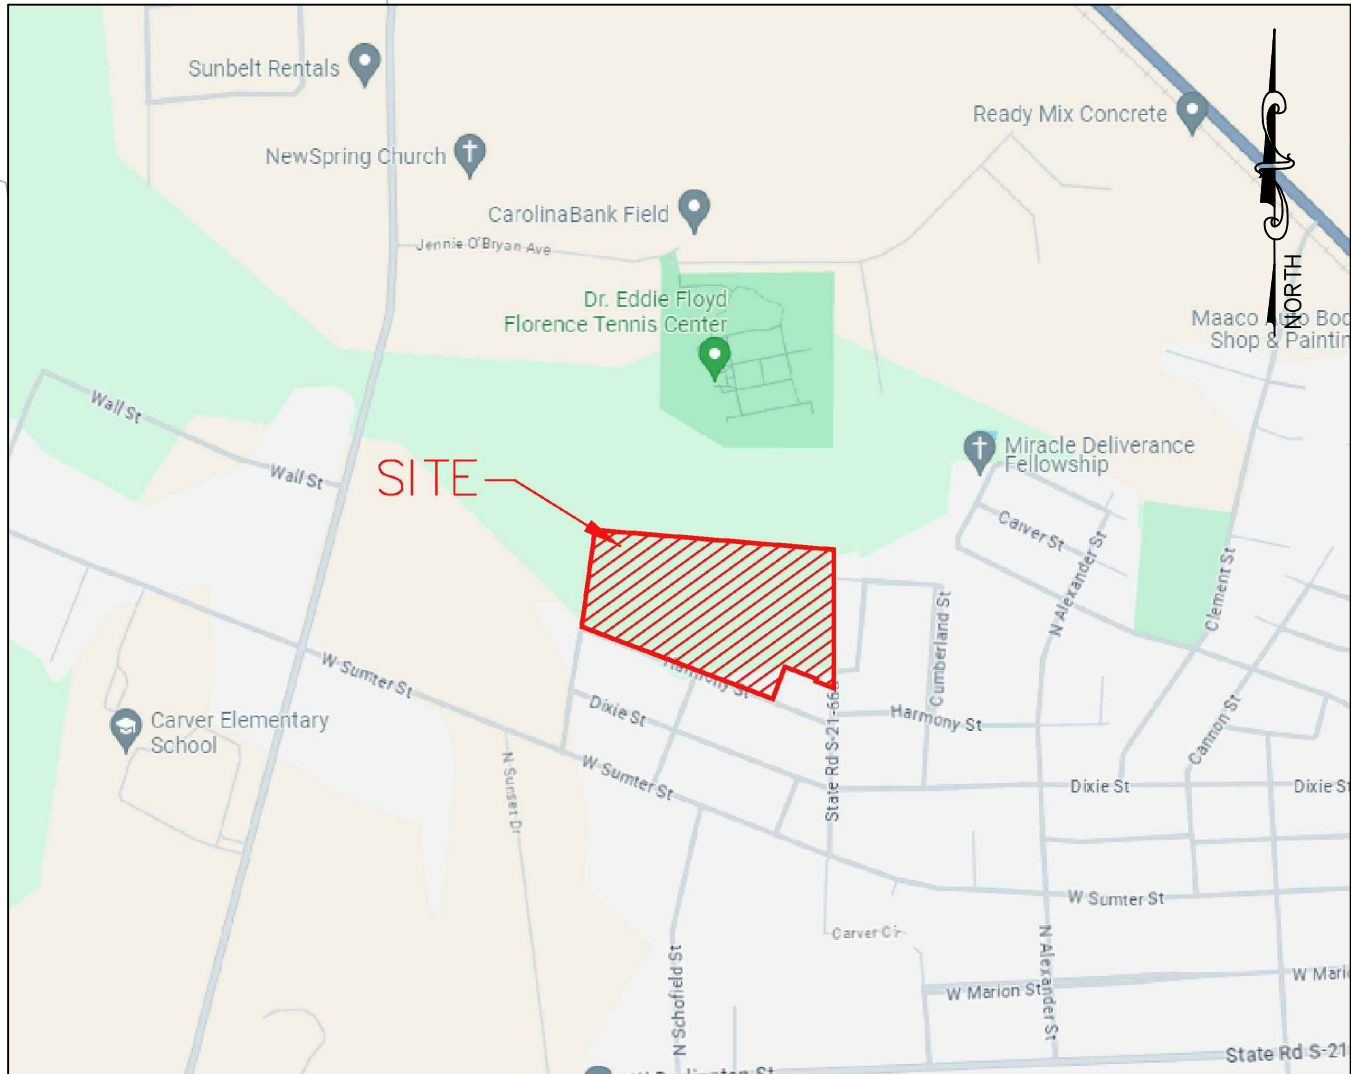 Sunbelt Rentals
Ready Mix Concrete
NewSpring Church
CarolinaBank Field
Jennie O'Bryan Ave
NORTH
Dr. Eddie Floyd
Florence Tennis Center
Maaco Auto
Shop &
Wall St
Wall St
SITE
Miracle Deliverance
Fellowship
Carver St
N Alexander St
Clement St
Cumberland St
Harmony St
W Sumter St
Dixie St
Harmony St
Cannon St
Carver Elementary
School
State Rd S-21-66
N Sunset Dr
W Sumter St
Dixie St
Dixie St
W Sumter St
Carver Cir
N Schofield St
N Alexander St
W Marion St
W
State Rd S-21